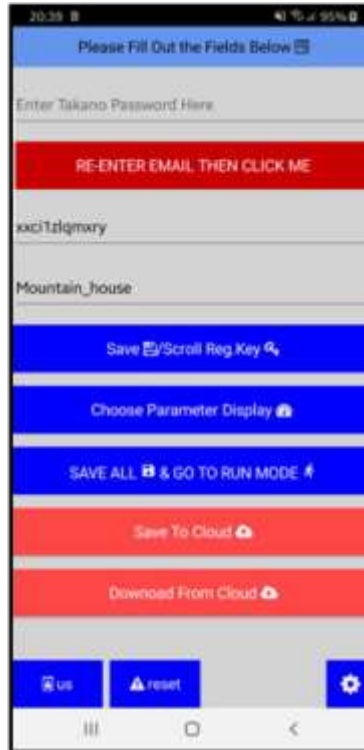 20:39 95%
Please Fill Out the Fields Below
Enter Takano Password Here
RE-ENTER EMAIL THEN CLICK ME
xxci1zlqmxry
Mountain_house
Save /Scroll Reg.Key
Choose Parameter Display
SAVE ALL & GO TO RUN MODE
Save To Cloud
Downoad From Cloud
us reset